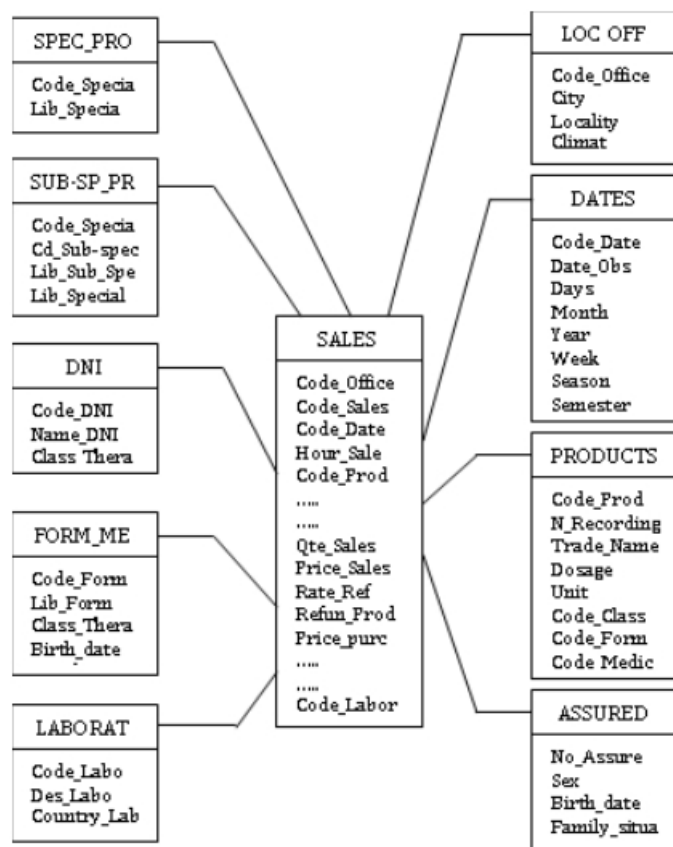 SPEC_PRO
Code_Specia
Lib_Specia
SUB-SP_PR
Code_Specia
Cd_Sub-spec
Lib_Sub_Spe
Lib_Special
DNI
Code_DNI
Name_DNI
Class Thera
FORM_ME
Code_Form
Lib_Form
Class_Thera
Birth_date
LABORAT
Code_Labo
Des_Labo
Country_Lab
SALES
Code_Office
Code_Sales
Code_Date
Hour_Sale
Code_Prod
.....
.....
Qte_Sales
Price_Sales
Rate_Ref
Refun_Prod
Price_purc
.....
.....
Code_Labor
LOC OFF
Code_Office
City
Locality
Climat
DATES
Code_Date
Date_Obs
Days
Month
Year
Week
Season
Semester
PRODUCTS
Code_Prod
N_Recording
Trade_Name
Dosage
Unit
Code_Class
Code_Form
Code Medic
ASSURED
No_Assure
Sex
Birth_date
Family_situa